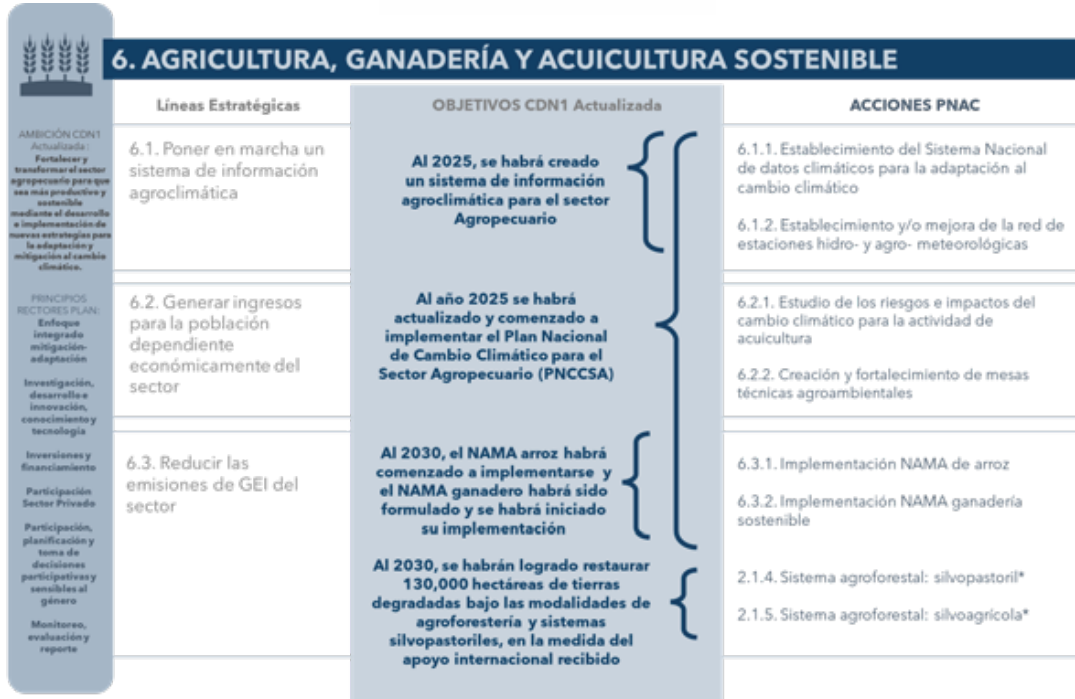 6. AGRICULTURA, GANADERÍA Y ACUICULTURA SOSTENIBLE
AMBICIÓN CDN1
Actualizada:
Fortalecer y
transformar el sector
agropecuario para que
sea más productivo y
sostenible
mediante el desarrollo
e implementación de
nuevas estrategias para
la adaptación y
mitigación al cambio
climático.
PRINCIPIOS
RECTORES PLAN:
Enfoque
integrado
mitigación-
adaptación
Investigación,
desarrollo e
innovación,
conocimiento y
tecnología
Inversiones y
financiamiento
Participación
Sector Privado
Participación,
planificación y
toma de
decisiones
participativas y
sensibles al
género
Monitoreo,
evaluación y
reporte
Líneas Estratégicas
6.1. Poner en marcha un
sistema de información
agroclimática
6.2. Generar ingresos
para la población
dependiente
económicamente del
sector
6.3. Reducir las
emisiones de GEI del
sector
OBJETIVOS CDN1 Actualizada
Al 2025, se habrá creado
un sistema de información
agroclimática para el sector
Agropecuario
Al año 2025 se habrá
actualizado y comenzado a
implementar el Plan Nacional
de Cambio Climático para el
Sector Agropecuario (PNCCSA)
Al 2030, el NAMA arroz habrá
comenzado a implementarse y
el NAMA ganadero habrá sido
formulado y se habrá iniciado
su implementación
Al 2030, se habrán logrado restaurar
130,000 hectáreas de tierras
degradadas bajo las modalidades de
agroforestería y sistemas
silvopastoriles, en la medida del
apoyo internacional recibido
ACCIONES PNAC
6.1.1. Establecimiento del Sistema Nacional
de datos climáticos para la adaptación al
cambio climático
6.1.2. Establecimiento y/o mejora de la red de
estaciones hidro- y agro- meteorológicas
6.2.1. Estudio de los riesgos e impactos del
cambio climático para la actividad de
acuicultura
6.2.2. Creación y fortalecimiento de mesas
técnicas agroambientales
6.3.1. Implementación NAMA de arroz
6.3.2. Implementación NAMA ganadería
sostenible
2.1.4. Sistema agroforestal: silvopastoril*
2.1.5. Sistema agroforestal: silvoagrícola*